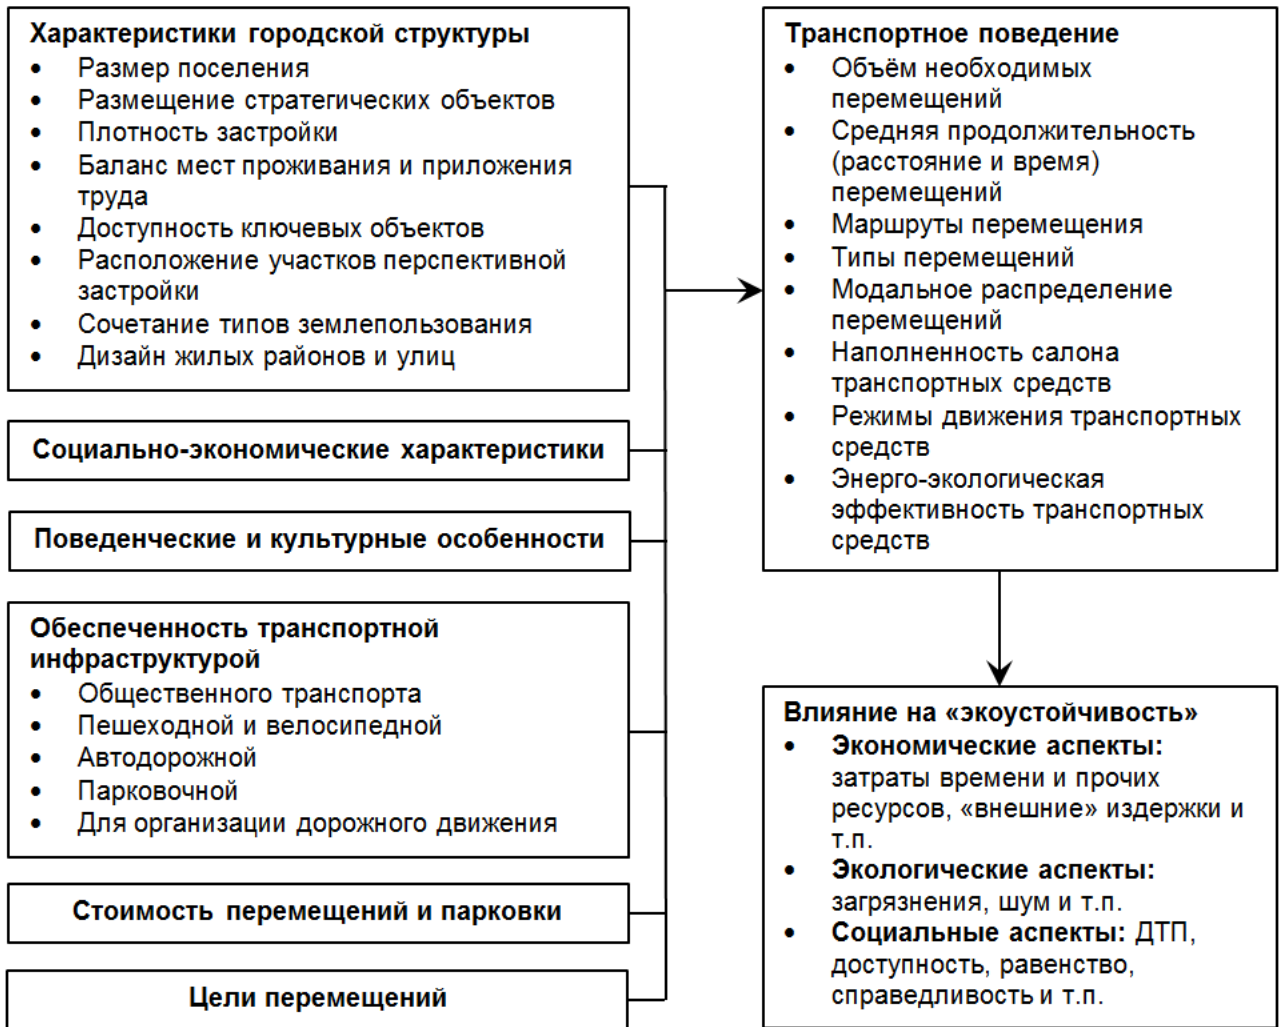 Характеристики городской структуры
• Размер поселения
• Размещение стратегических объектов
• Плотность застройки
• Баланс мест проживания и приложения
труда
• Доступность ключевых объектов
• Расположение участков перспективной
застройки
• Сочетание типов землепользования
• Дизайн жилых районов и улиц
Социально-экономические характеристики
Поведенческие и культурные особенности
Обеспеченность транспортной
инфраструктурой
• Общественного транспорта
• Пешеходной и велосипедной
• Автодорожной
• Парковочной
• Для организации дорожного движения
Стоимость перемещений и парковки
Цели перемещений
Транспортное поведение
• Объём необходимых
перемещений
• Средняя продолжительность
(расстояние и время)
перемещений
• Маршруты перемещения
• Типы перемещений
• Модальное распределение
перемещений
• Наполненность салона
транспортных средств
• Режимы движения транспортных
средств
• Энерго-экологическая
эффективность транспортных
средств
Влияние на «экоустойчивость»
• Экономические аспекты:
затраты времени и прочих
ресурсов, «внешние» издержки и
т.п.
• Экологические аспекты:
загрязнения, шум и т.п.
• Социальные аспекты: ДТП,
доступность, равенство,
справедливость и т.п.